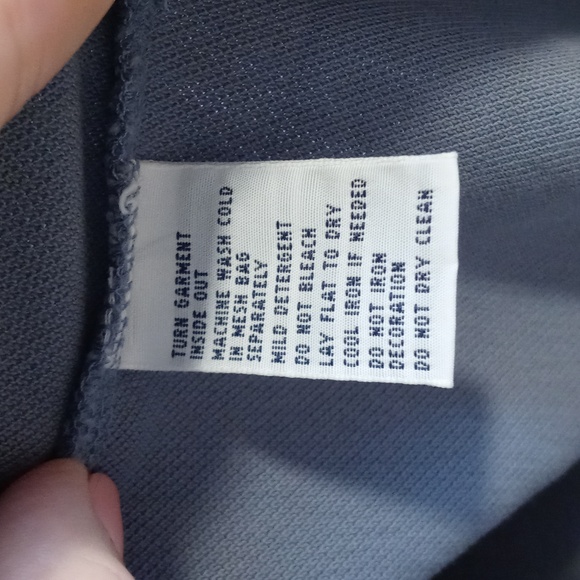 TURN GARMENT
INSIDE OUT
MACHINE WASH COLD
IN MESH BAG
SEPARATELY
MILD DETERGENT
DO NOT BLEACH
LAY FLAT TO DRY
COOL IRON IF NEEDED
DO NOT IRON
DECORATION
DO NOT DRY CLEAN